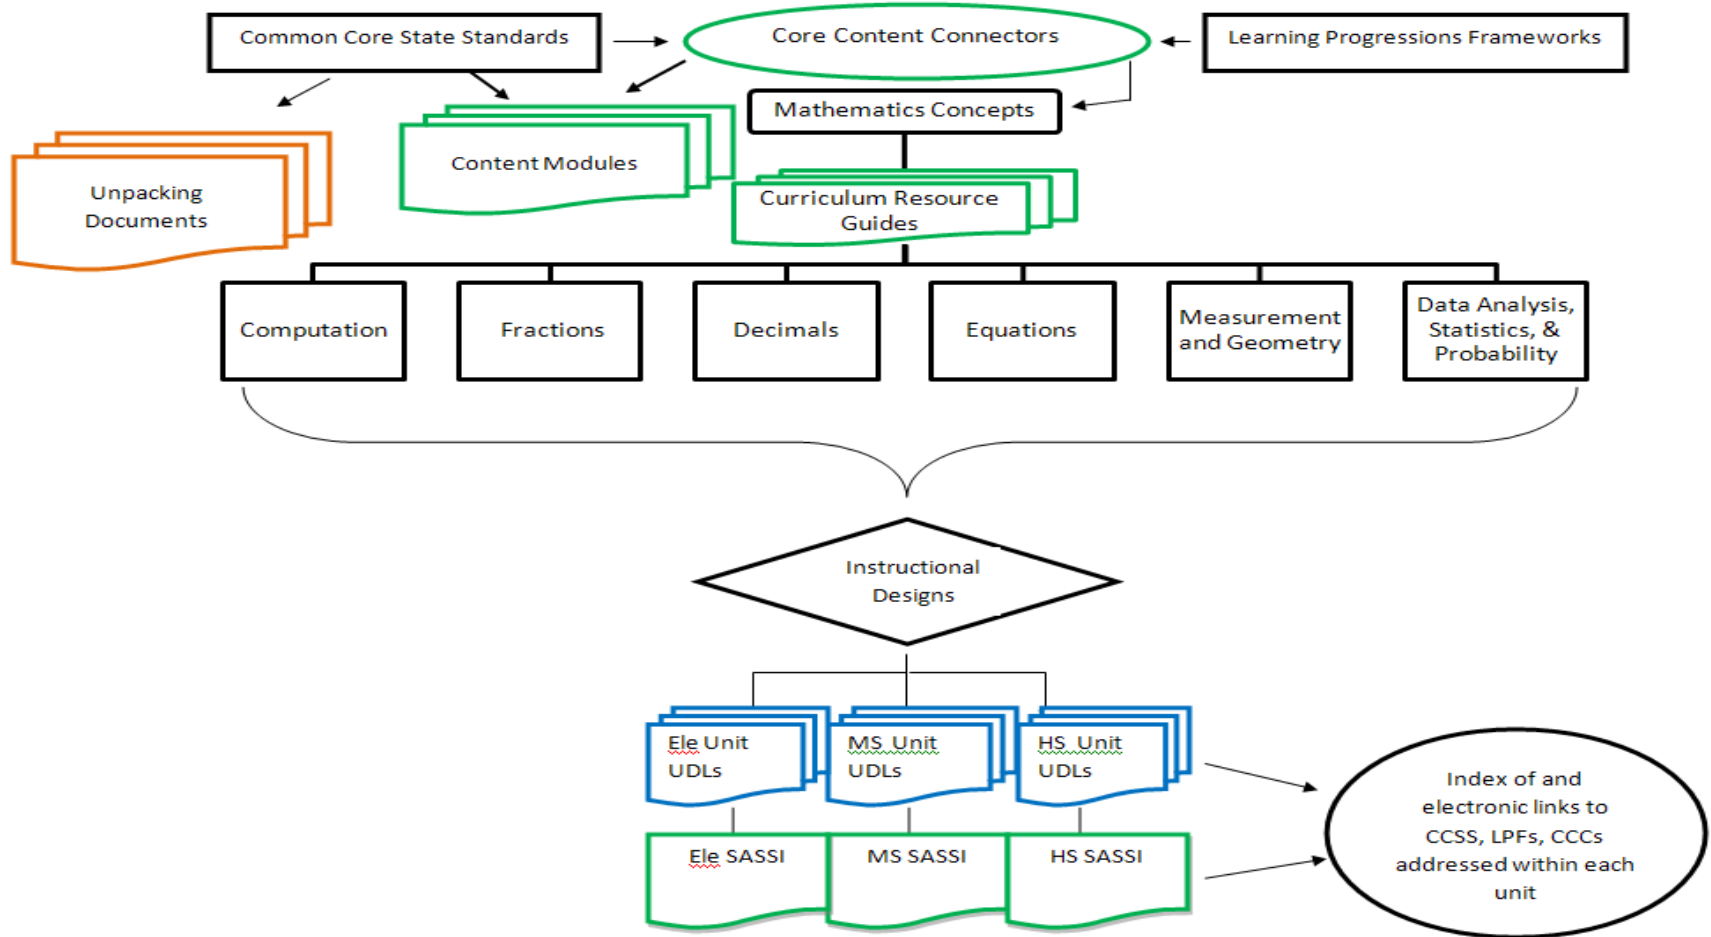 Common Core State Standards
Core Content Connectors
Learning Progressions Frameworks
Mathematics Concepts
Content Modules
Unpacking
Documents
Curriculum Resource
Guides
Computation
Fractions
Decimals
Equations
Measurement
and Geometry
Data Analysis,
Statistics, &
Probability
Instructional
Designs
Ele Unit
UDLs
MS Unit
UDLs
HS Unit
UDLs
Ele SASSI
MS SASSI
HS SASSI
Index of and
electronic links to
CCSS, LPFs, CCCs
addressed within each
unit